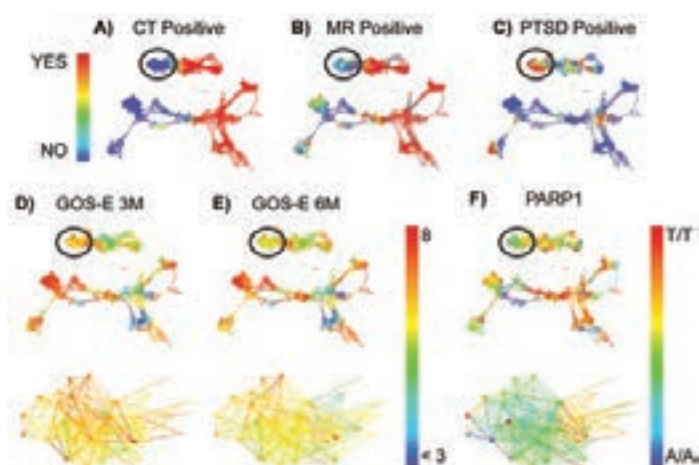 A) CT Positive
B) MR Positive
C) PTSD Positive
YES
NO
D) GOS-E 3M
E) GOS-E 6M
F) PARP1
8
< 3
T/T
A/A